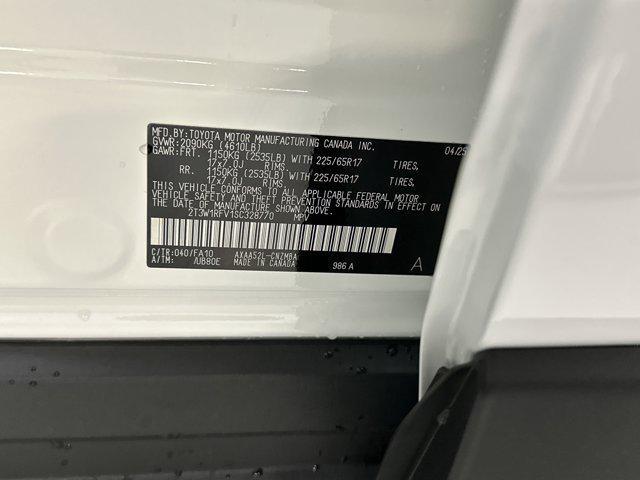 MFD.BY:TOYOTA MOTOR MANUFACTURING CANADA INC.
GVWR:2090KG (4610LB) 04/25
GAWR:FRT. 1150KG (2535LB) WITH 225/65R17 TIRES,
17X7.0J RIMS,
RR. 1150KG (2535LB) WITH 225/65R17 TIRES,
17X7.0J RIMS.
THIS VEHICLE CONFORMS TO ALL APPLICABLE FEDERAL MOTOR
VEHICLE SAFETY AND THEFT PREVENTION STANDARDS IN EFFECT ON
THE DATE OF MANUFACTURE SHOWN ABOVE.
2T3W1RFV1SC328770 MPV
C/TR:040/FA10 AXAA52L-CNZMBA
A/TM: /UB80E MADE IN CANADA 986 A A